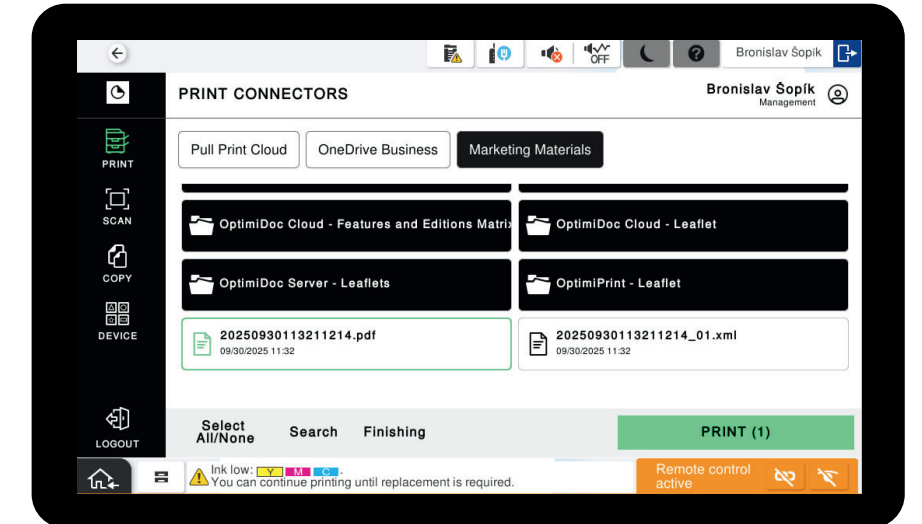 OFF
Bronislav Šopík
PRINT CONNECTORS
Bronislav Šopík
Management
Pull Print Cloud
OneDrive Business
Marketing Materials
PRINT
SCAN
COPY
DEVICE
LOGOUT
OptimiDoc Cloud - Features and Editions Matrix
OptimiDoc Cloud - Leaflet
OptimiDoc Server - Leaflets
OptimiPrint - Leaflet
20250930113211214.pdf
09/30/2025 11:32
20250930113211214_01.xml
09/30/2025 11:32
Select
All/None
Search
Finishing
PRINT (1)
Ink low: Y M C .
You can continue printing until replacement is required.
Remote control
active